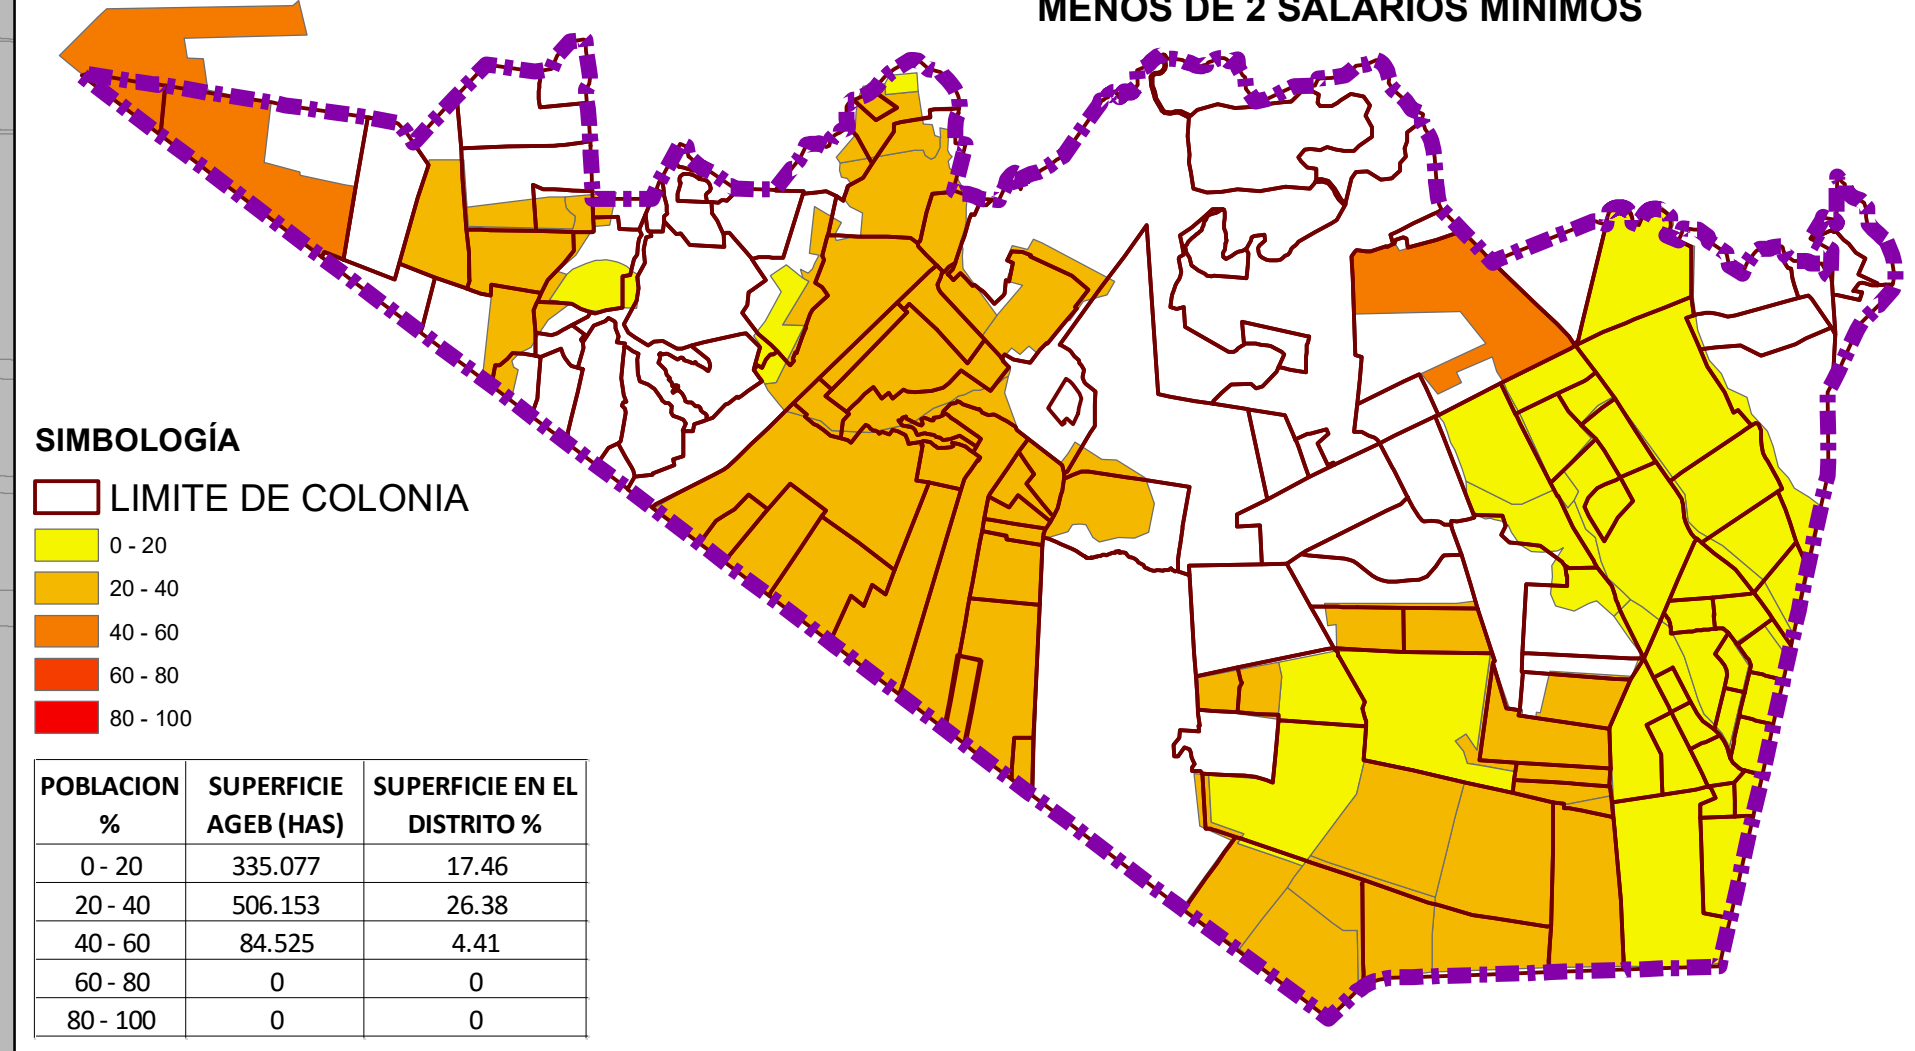 MENOS DE 2 SALARIOS MINIMOS
SIMBOLOGÍA
LIMITE DE COLONIA
0 - 20
20 - 40
40 - 60
60 - 80
80 - 100
POBLACION % SUPERFICIE AGEB (HAS) SUPERFICIE EN EL DISTRITO %
0 - 20 335.077 17.46
20 - 40 506.153 26.38
40 - 60 84.525 4.41
60 - 80 0 0
80 - 100 0 0